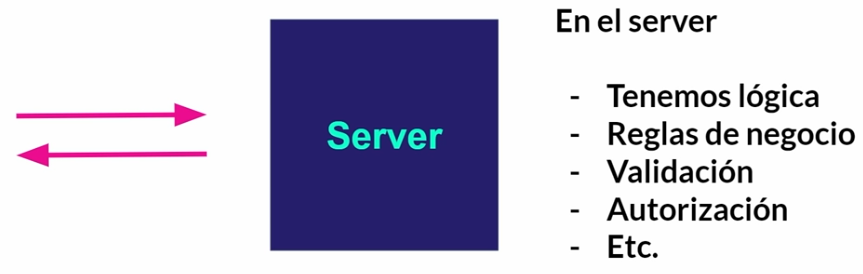 Server
En el server
- Tenemos lógica
- Reglas de negocio
- Validación
- Autorización
- Etc.